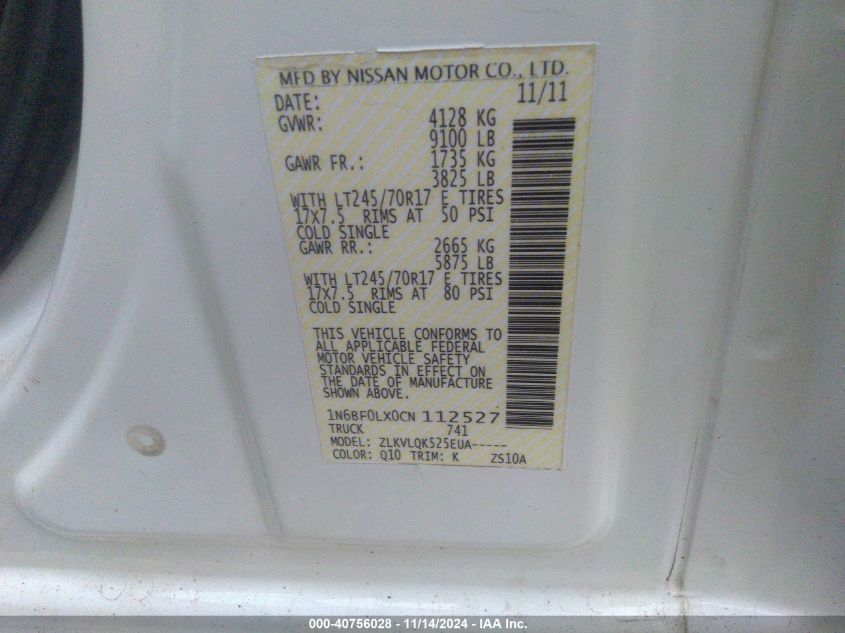 MFD BY NISSAN MOTOR CO., LTD.
DATE: 11/11
GVWR: 4128 KG
9100 LB
GAWR FR.: 1735 KG
3825 LB
WITH LT245/70R17 E TIRES
17X7.5 RIMS AT 50 PSI
COLD SINGLE
GAWR RR.: 2665 KG
5875 LB
WITH LT245/70R17 E TIRES
17X7.5 RIMS AT 80 PSI
COLD SINGLE
THIS VEHICLE CONFORMS TO
ALL APPLICABLE FEDERAL
MOTOR VEHICLE SAFETY
STANDARDS IN EFFECT ON
THE DATE OF MANUFACTURE
SHOWN ABOVE.
1N6BF0LX0CN 112527
TRUCK 741
MODEL: ZLKVLQK525EUA-----
COLOR: Q10 TRIM: K ZS10A
000-40756028 - 11/14/2024 - IAA Inc.